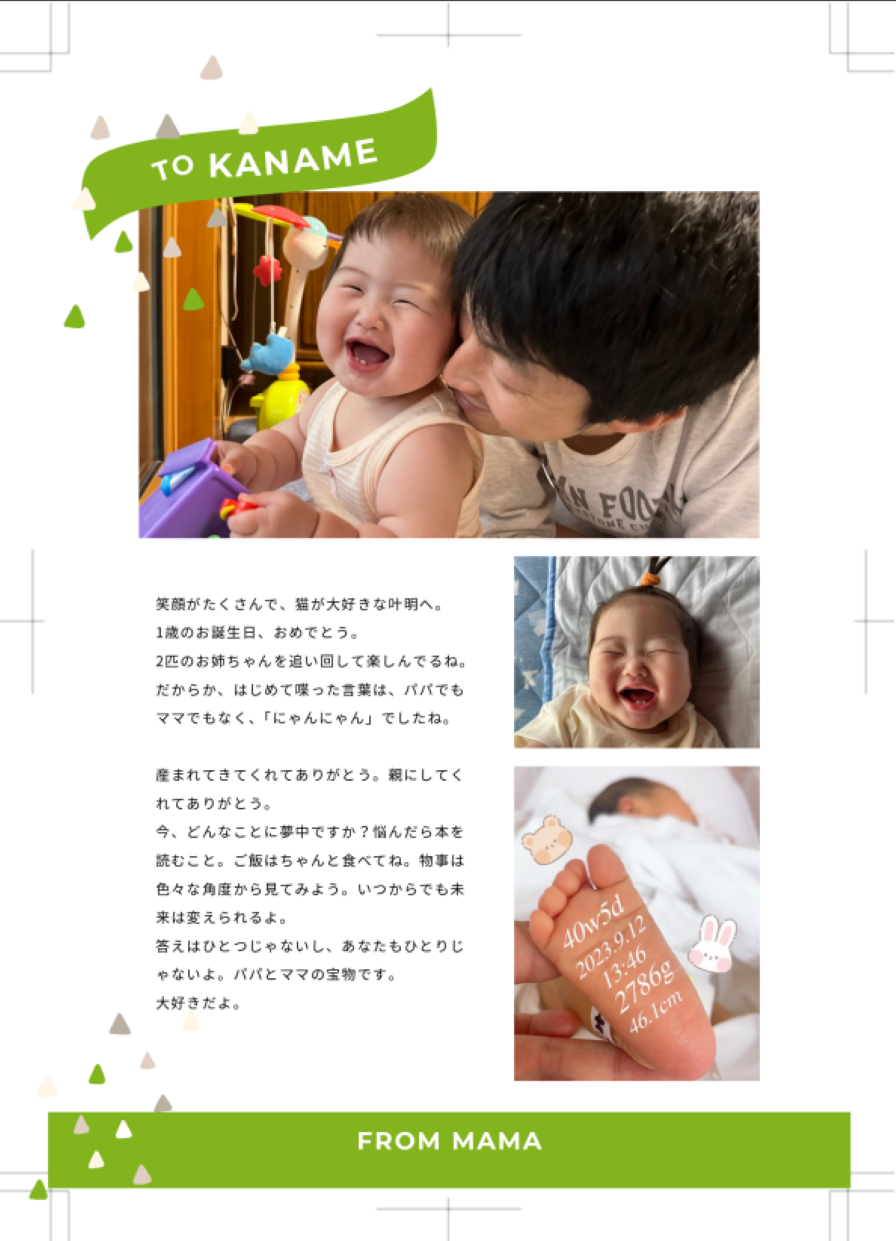 TO KANAME
笑顔がたくさんで、猫が大好きな叶明へ。
1歳のお誕生日、おめでとう。
2匹のお姉ちゃんを追い回して楽しんでるね。
だからか、はじめて喋った言葉は、パパでも
ママでもなく、「にゃんにゃん」でしたね。
産まれてきてくれてありがとう。親にしてく
れてありがとう。
今、どんなことに夢中ですか？悩んだら本を
読むこと。ご飯はちゃんと食べてね。物事は
色々な角度から見てみよう。いつからでも未
来は変えられるよ。
答えはひとつじゃないし、あなたもひとりじ
ゃないよ。パパとママの宝物です。
大好きだよ。
40w5d
2023.9.12
13:46
2786g
46.1cm
FROM MAMA